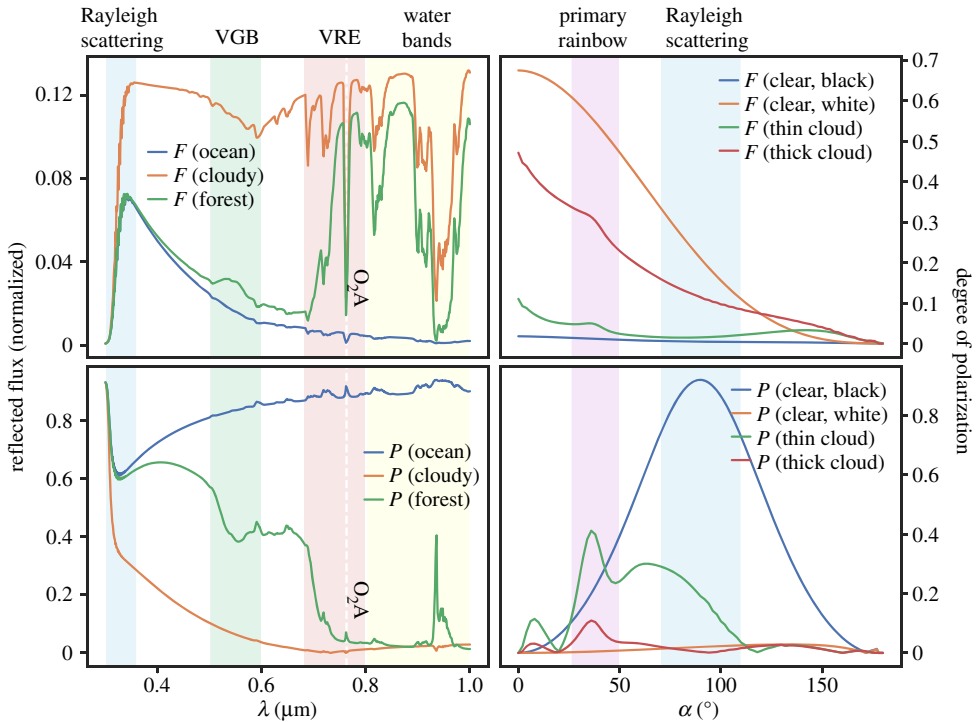 Rayleigh
scattering
VGB
VRE
water
bands
primary
rainbow
Rayleigh
scattering
reflected flux (normalized)
0.12
0.08
0.04
0
F (ocean)
F (cloudy)
F (forest)
O₂A
0.7
0.6
0.5
0.4
0.3
0.2
0.1
0
F (clear, black)
F (clear, white)
F (thin cloud)
F (thick cloud)
degree of polarization
0.8
0.6
0.4
0.2
0
P (ocean)
P (cloudy)
P (forest)
O₂A
0.4
0.6
0.8
1.0
λ (μm)
P (clear, black)
P (clear, white)
P (thin cloud)
P (thick cloud)
0.8
0.6
0.4
0.2
0
0
50
100
150
α (°)